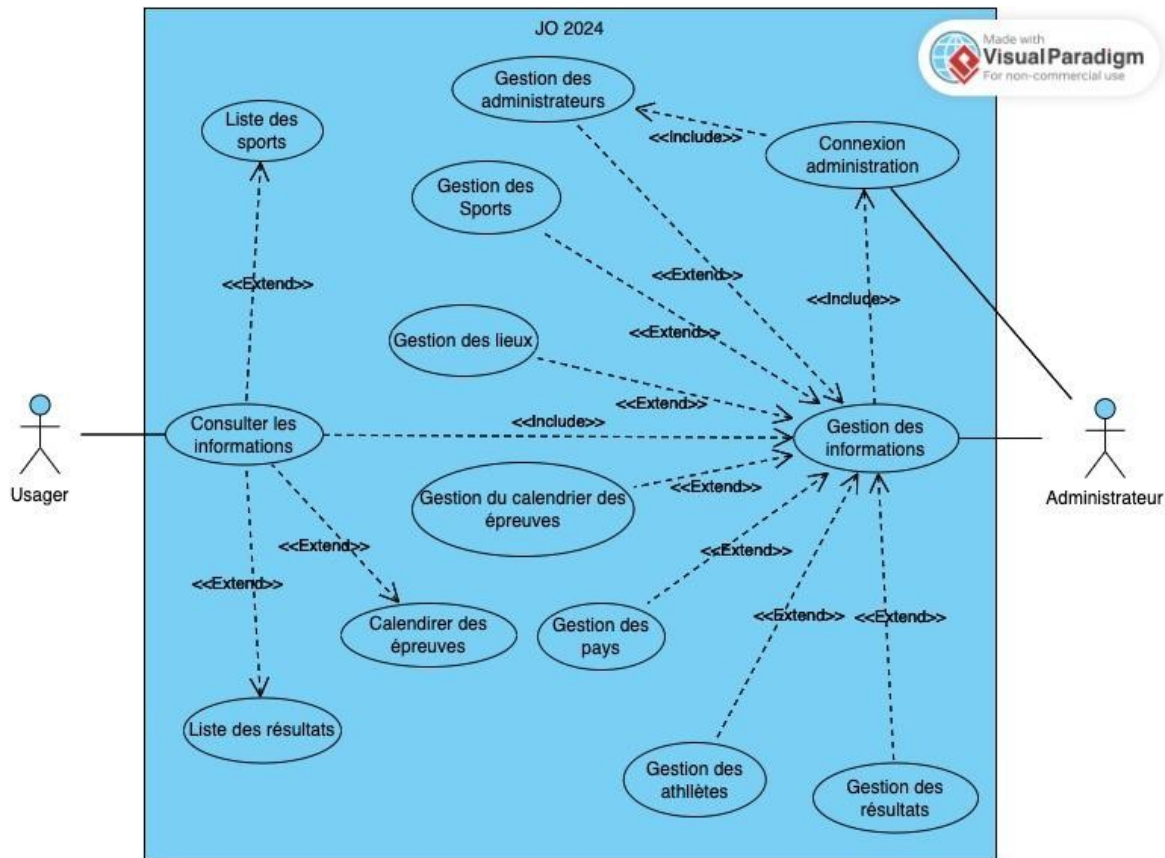 JO 2024
Made with
Visual Paradigm
For non-commercial use
Gestion des
administrateurs
Liste des
sports
<<Include>>
Connexion
administration
Gestion des
Sports
<<Extend>>
<<Extend>>
<<Include>>
<<Extend>>
Gestion des lieux
<<Extend>>
Consulter les
informations
<<Include>>
Gestion des
informations
Usager
Administrateur
<<Extend>>
Gestion du calendrier des
épreuves
<<Extend>>
<<Extend>>
<<Extend>>
<<Extend>>
<<Extend>>
Calendirer des
épreuves
Gestion des
pays
Liste des résultats
Gestion des
athllètes
Gestion des
résultats